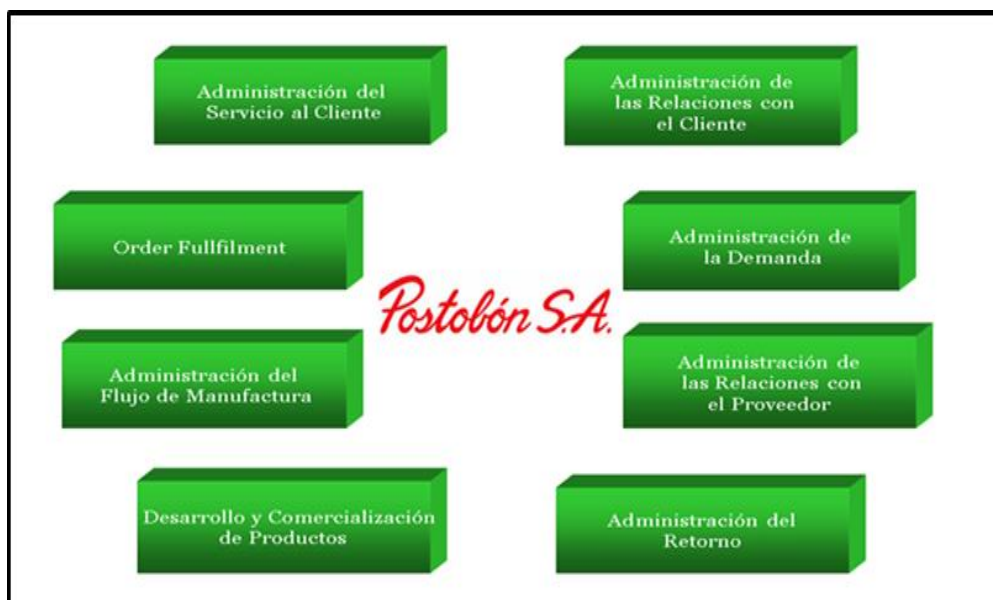 Administración del
Servicio al Cliente
Administración de
las Relaciones con
el Cliente
Order Fullfilment
Administración de
la Demanda
Postobón S.A.
Administración del
Flujo de Manufactura
Administración de
las Relaciones con
el Proveedor
Desarrollo y Comercialización
de Productos
Administración del
Retorno